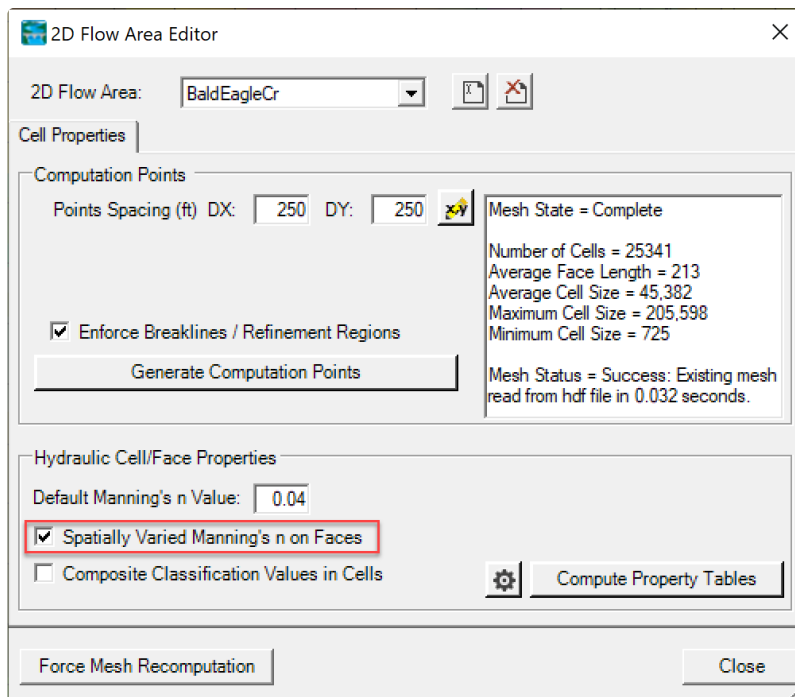 2D Flow Area Editor
2D Flow Area: BaldEagleCr
Cell Properties
Computation Points
Points Spacing (ft) DX: 250 DY: 250
Mesh State = Complete
Number of Cells = 25341
Average Face Length = 213
Average Cell Size = 45,382
Maximum Cell Size = 205,598
Minimum Cell Size = 725
Mesh Status = Success: Existing mesh
read from hdf file in 0.032 seconds.
Enforce Breaklines / Refinement Regions
Generate Computation Points
Hydraulic Cell/Face Properties
Default Manning's n Value: 0.04
Spatially Varied Manning's n on Faces
Composite Classification Values in Cells
Compute Property Tables
Force Mesh Recomputation
Close